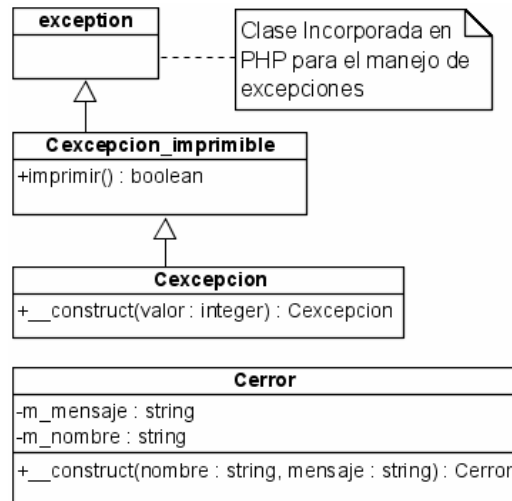 exception
Clase Incorporada en
PHP para el manejo de
excepciones
Cexcepcion_imprimible
+imprimir() : boolean
Cexcepcion
+__construct(valor : integer) : Cexcepcion
Cerror
-m_mensaje : string
-m_nombre : string
+__construct(nombre : string, mensaje : string) : Cerror